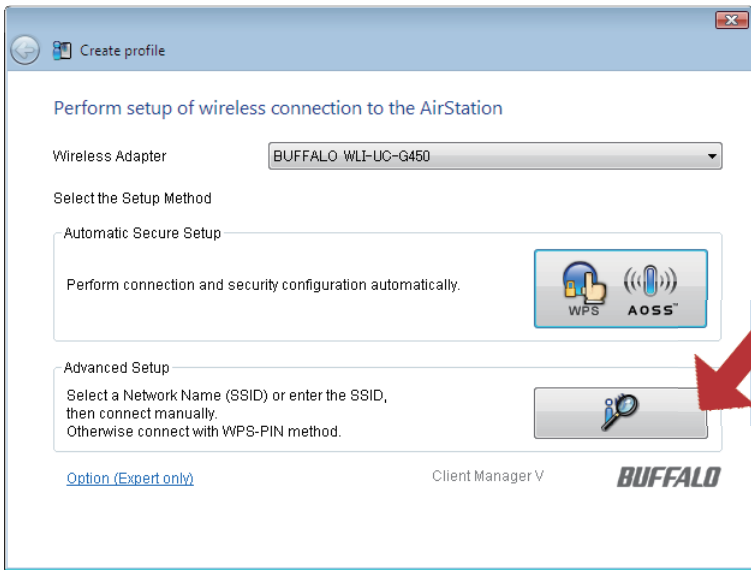 Create profile
Perform setup of wireless connection to the AirStation
Wireless Adapter
BUFFALO WLI-UC-G450
Select the Setup Method
Automatic Secure Setup
Perform connection and security configuration automatically.
WPS
AOSS™
Advanced Setup
Select a Network Name (SSID) or enter the SSID,
then connect manually.
Otherwise connect with WPS-PIN method.
Option (Expert only)
Client Manager V
BUFFALO